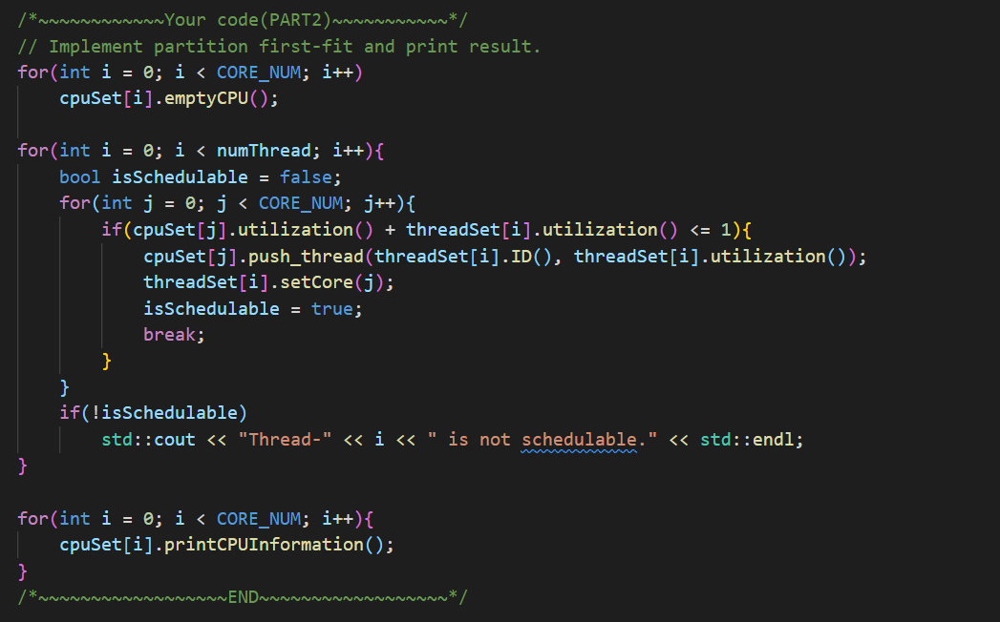 /*~~~~~~~~~~~~Your code(PART2)~~~~~~~~~~~*/
// Implement partition first-fit and print result.
for(int i = 0; i < CORE_NUM; i++)
    cpuSet[i].emptyCPU();

for(int i = 0; i < numThread; i++){
    bool isSchedulable = false;
    for(int j = 0; j < CORE_NUM; j++){
        if(cpuSet[j].utilization() + threadSet[i].utilization() <= 1){
            cpuSet[j].push_thread(threadSet[i].ID(), threadSet[i].utilization());
            threadSet[i].setCore(j);
            isSchedulable = true;
            break;
        }
    }
    if(!isSchedulable)
        std::cout << "Thread-" << i << " is not schedulable." << std::endl;
}

for(int i = 0; i < CORE_NUM; i++){
    cpuSet[i].printCPUInformation();
}
/*~~~~~~~~~~~~~~~~~~END~~~~~~~~~~~~~~~~~~*/